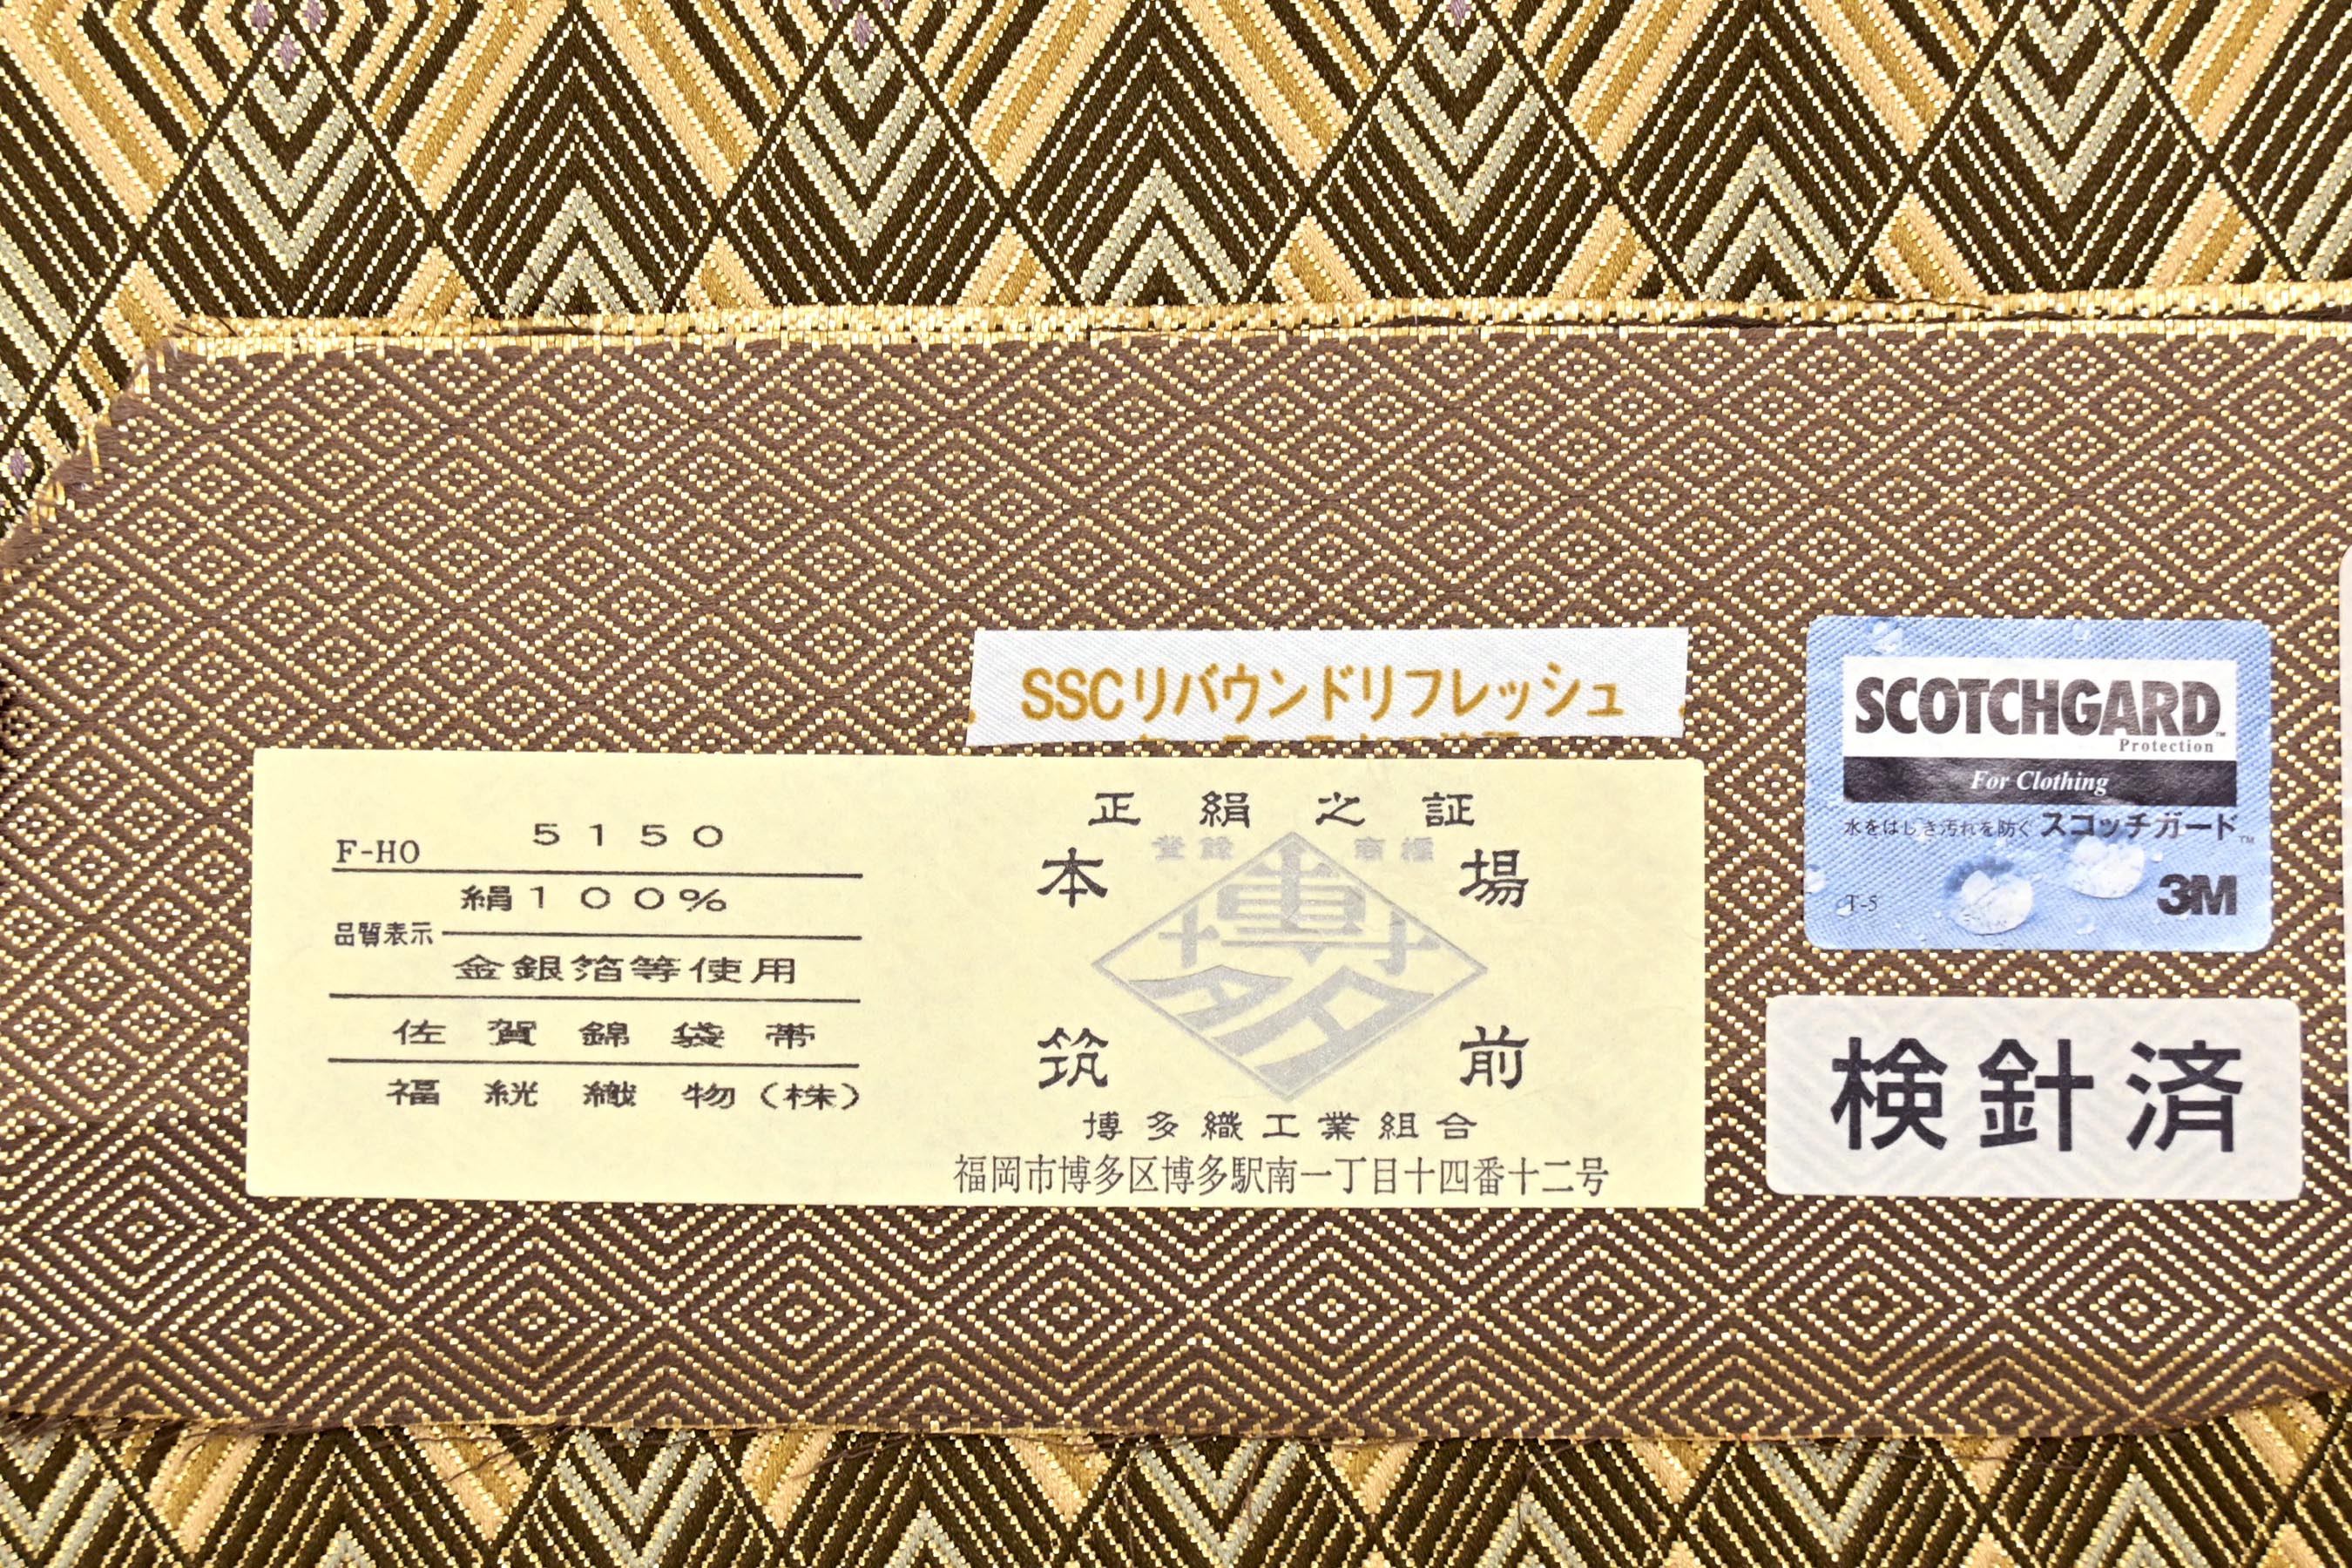 SSCリバウンドリフレッシュ
F-HO 5150
絹100%
品質表示
金銀箔等使用
佐賀錦袋帯
福絖織物(株)
正絹之証
登録 商標
本場
博多
筑前
博多織工業組合
福岡市博多区博多駅南一丁目十四番十二号
SCOTCHGARD™
Protection
For Clothing
水をはじき汚れを防ぐ スコッチガード™
T-5 3M
検針済